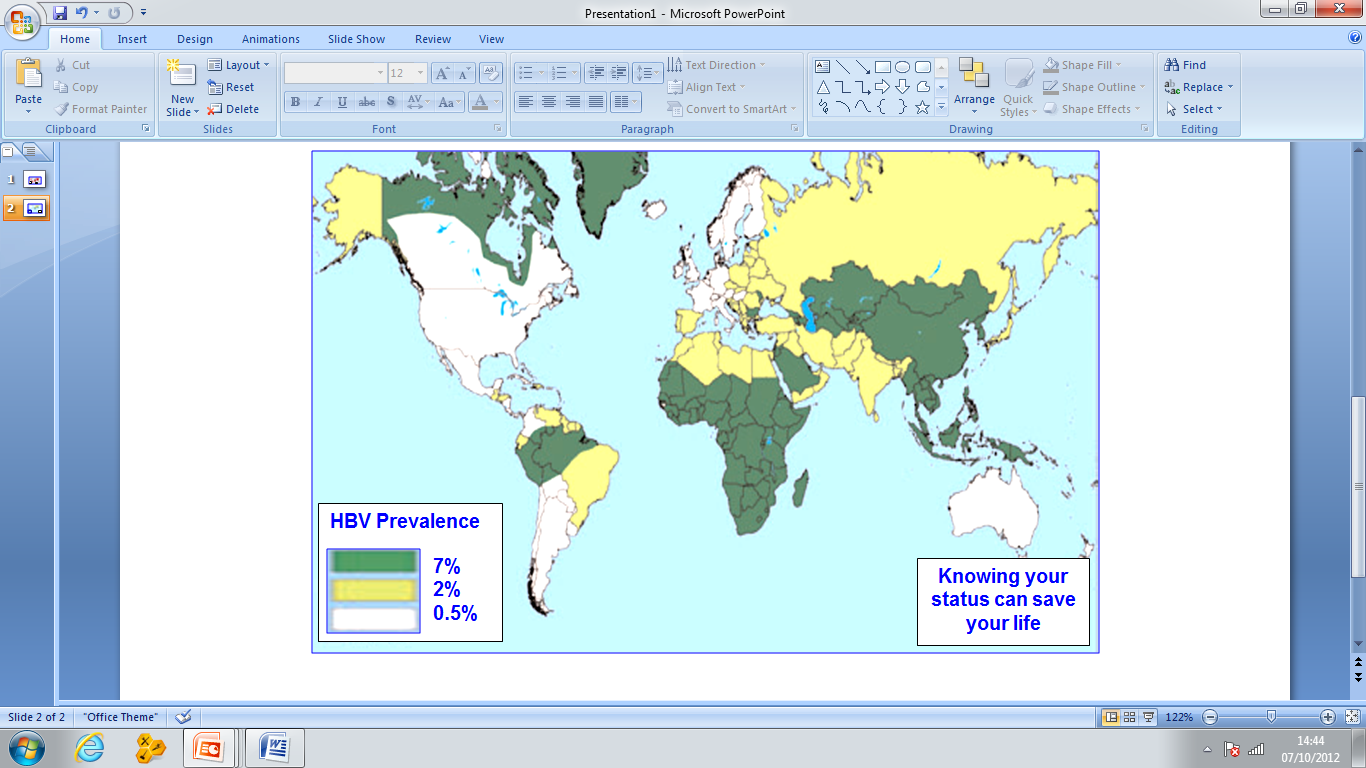 Presentation1 - Microsoft PowerPoint
Home Insert Design Animations Slide Show Review View
Paste
Cut
Copy
Format Painter
Clipboard
New
Slide
Layout
Reset
Delete
Slides
12
B I U abc S AV Aa A
Font
Text Direction
Align Text
Convert to SmartArt
Paragraph
Arrange
Quick
Styles
Shape Fill
Shape Outline
Shape Effects
Drawing
Find
Replace
Select
Editing
1
2
HBV Prevalence
7%
2%
0.5%
Knowing your
status can save
your life
Slide 2 of 2 "Office Theme" 122%
14:44
07/10/2012